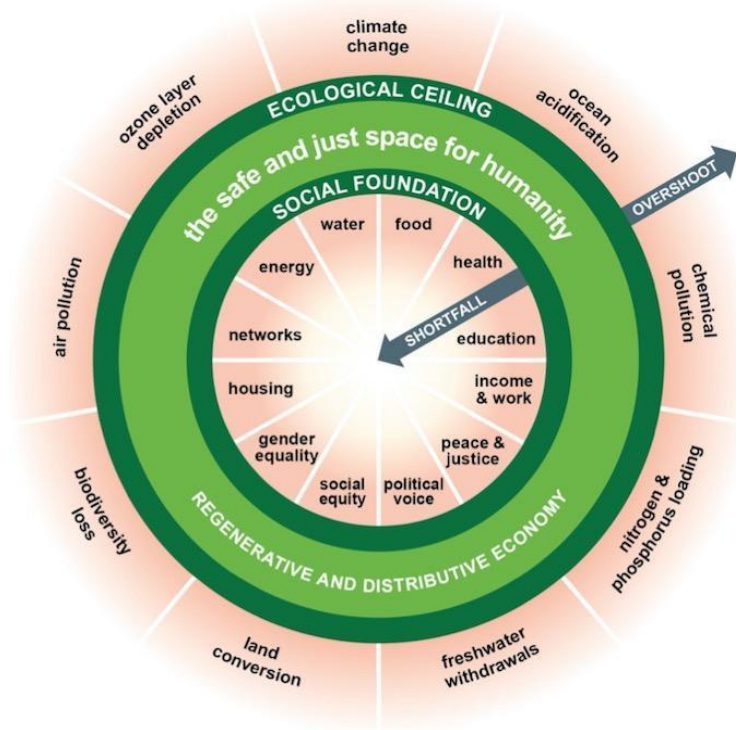 climate
change
ozone layer
depletion
ocean
acidification
ECOLOGICAL CEILING
the safe and just space for humanity
OVERSHOOT
SOCIAL FOUNDATION
water
food
energy
health
air pollution
chemical
pollution
SHORTFALL
networks
education
housing
income
& work
gender
equality
peace &
justice
social
equity
political
voice
biodiversity
loss
nitrogen &
phosphorus loading
REGENERATIVE AND DISTRIBUTIVE ECONOMY
land
conversion
freshwater
withdrawals